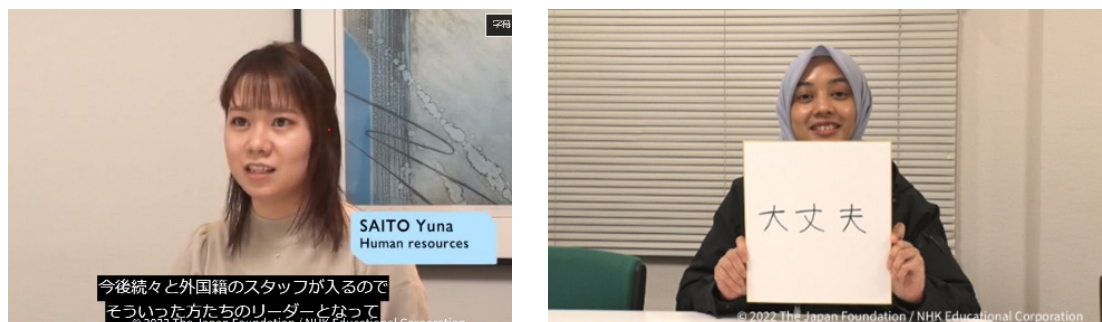 字幕
SAITO Yuna
Human resources
今後続々と外国籍のスタッフが入るので
そういった方たちのリーダーとなって
© 2022 The Japan Foundation / NHK Educational Corporation
大丈夫
© 2022 The Japan Foundation / NHK Educational Corporation